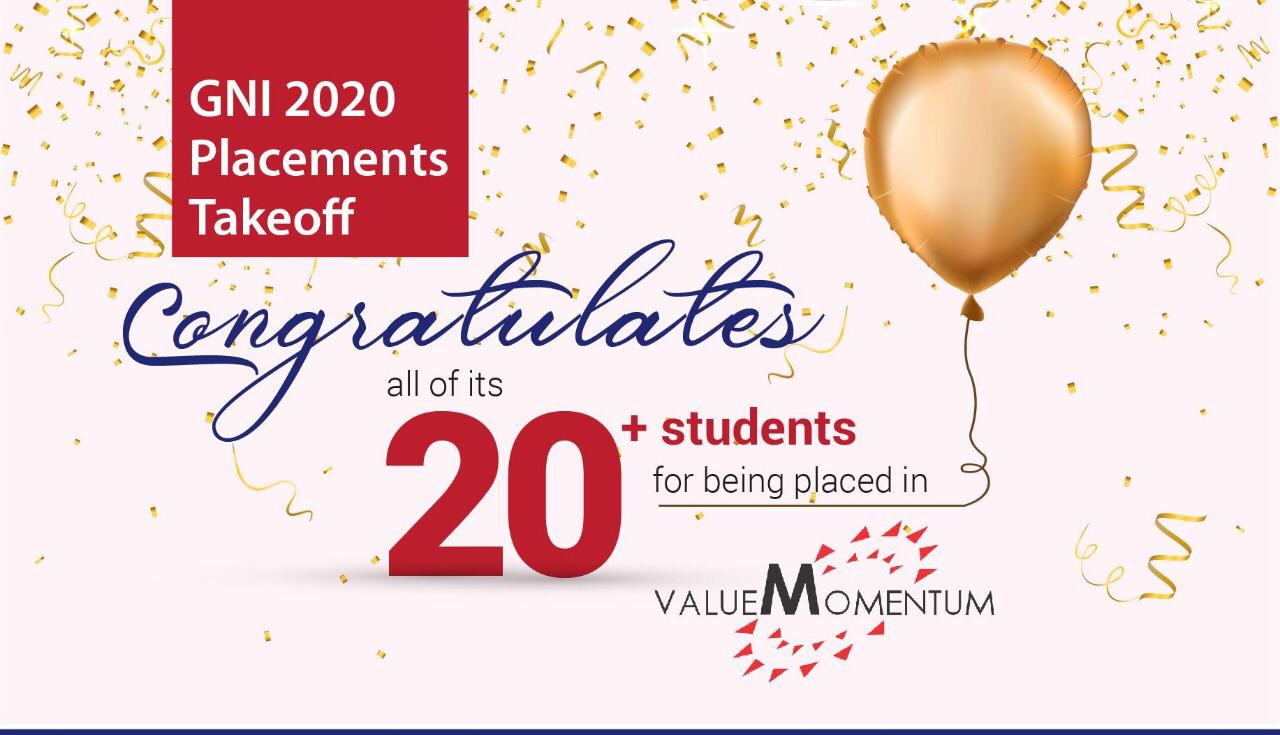 GNI 2020
Placements
Takeoff
Congratulates
all of its
20+ students
for being placed in
VALUEMOMENTUM